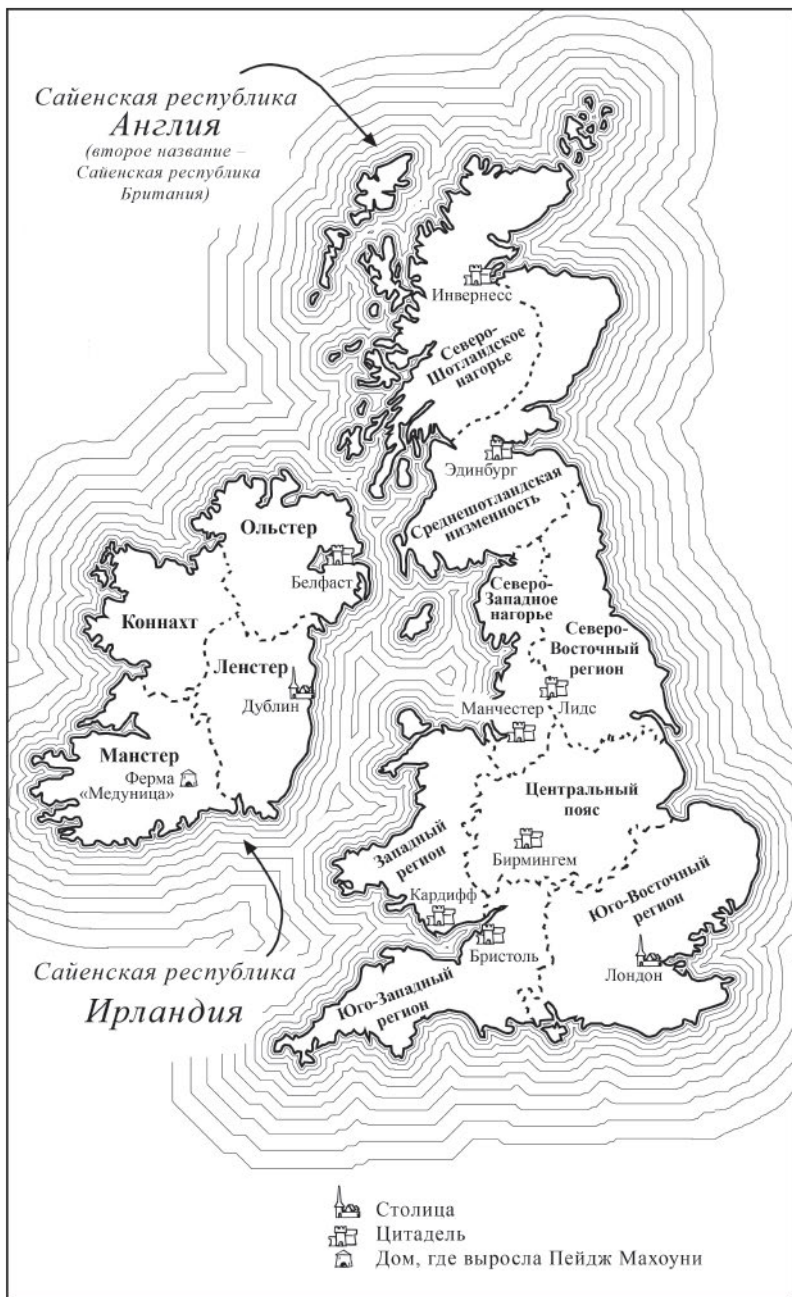 Сайенская республика
Англия
(второе название –
Сайенская республика
Британия)
Инвернесс
Северо-
Шотландское
нагорье
Эдинбург
Среднешотландская
низменность
Ольстер
Белфаст
Северо-
Западное
нагорье
Коннахт
Северо-
Восточный
регион
Ленстер
Дублин
Манчестер
Лидс
Манстер
Ферма
«Медуница»
Центральный
пояс
Западный
регион
Бирмингем
Кардифф
Юго-Восточный
регион
Бристоль
Лондон
Сайенская республика
Ирландия
Юго-Западный
регион
Столица
Цитадель
Дом, где выросла Пейдж Махоуни